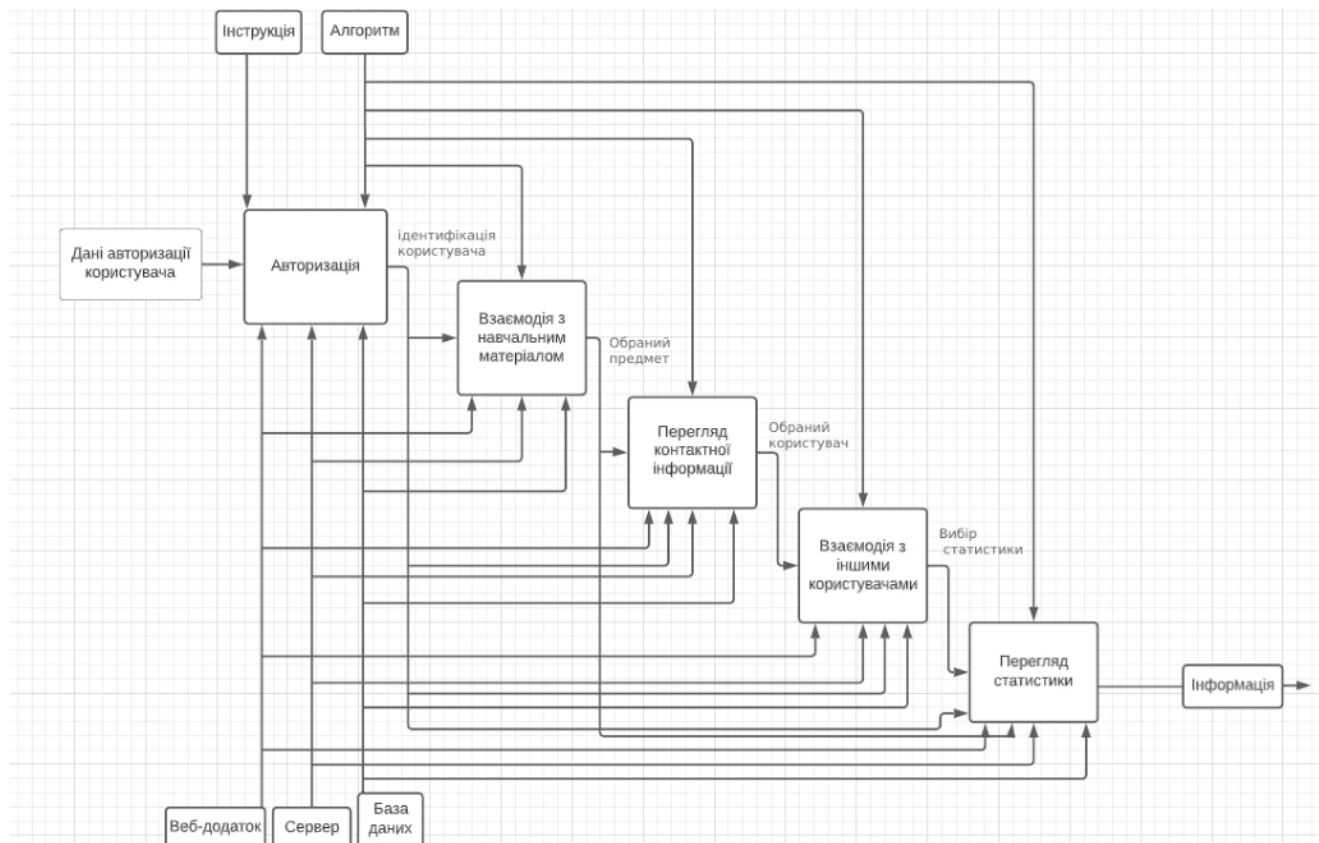 Інструкція
Алгоритм
Дані авторизації
користувача
Авторизація
ідентифікація
користувача
Взаємодія з
навчальним
матеріалом
Обраний
предмет
Перегляд
контактної
інформації
Обраний
користувач
Взаємодія з
іншими
користувачами
Вибір
статистики
Перегляд
статистики
Інформація
Веб-додаток
Сервер
База
даних